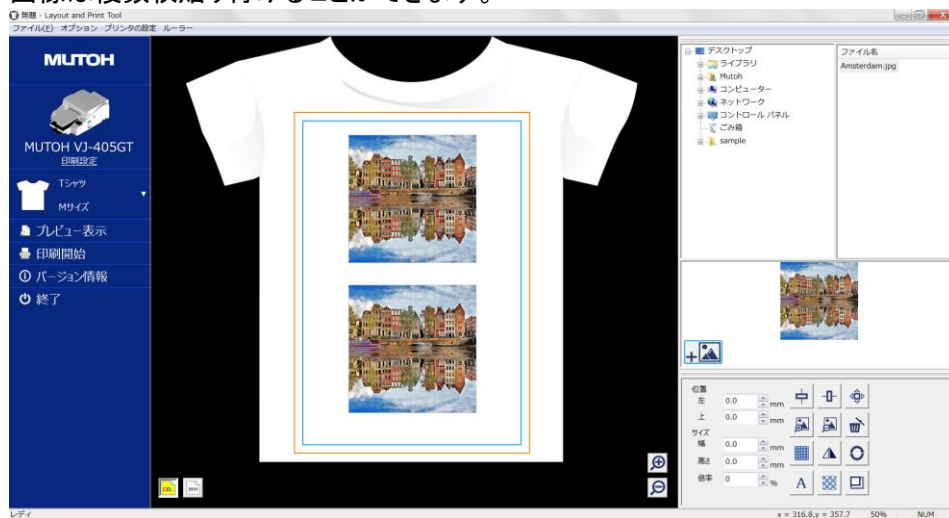 画像は複数枚貼り付けることができます。
無題 - Layout and Print Tool
ファイル(F) オプション プリンタの設定 ルーラー
MUTOH
MUTOH VJ-405GT
印刷設定
Tシャツ
Mサイズ
プレビュー表示
印刷開始
バージョン情報
終了
デスクトップ
ライブラリ
Mutoh
コンピューター
ネットワーク
コントロール パネル
ごみ箱
sample
ファイル名
Amsterdam.jpg
位置
左 0.0 mm
上 0.0 mm
サイズ
幅 0.0 mm
高さ 0.0 mm
倍率 0 %
A
レディ
x = 316.8,y = 357.7 50% NUM